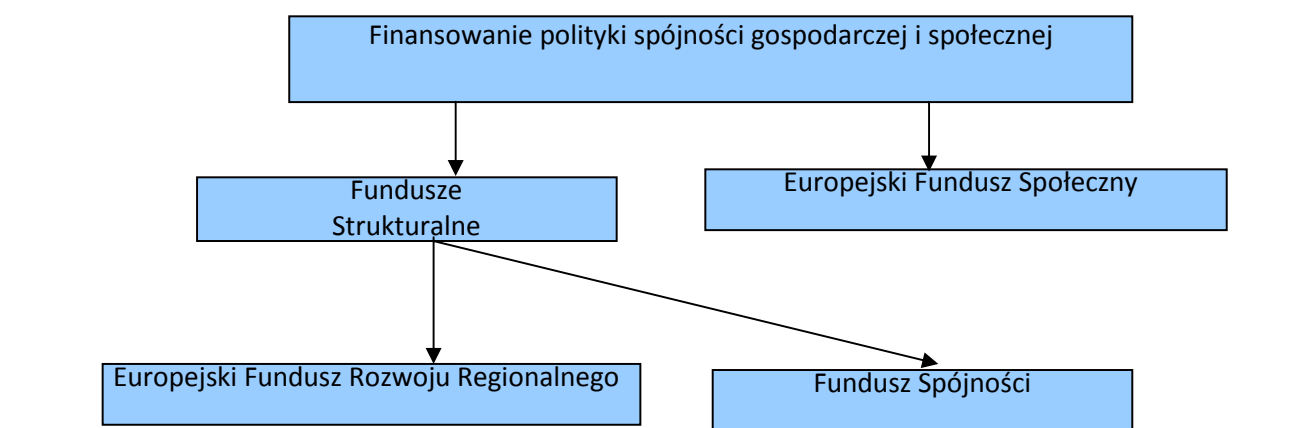 Finansowanie polityki spójności gospodarczej i społecznej
Fundusze
Strukturalne
Europejski Fundusz Społeczny
Europejski Fundusz Rozwoju Regionalnego
Fundusz Spójności